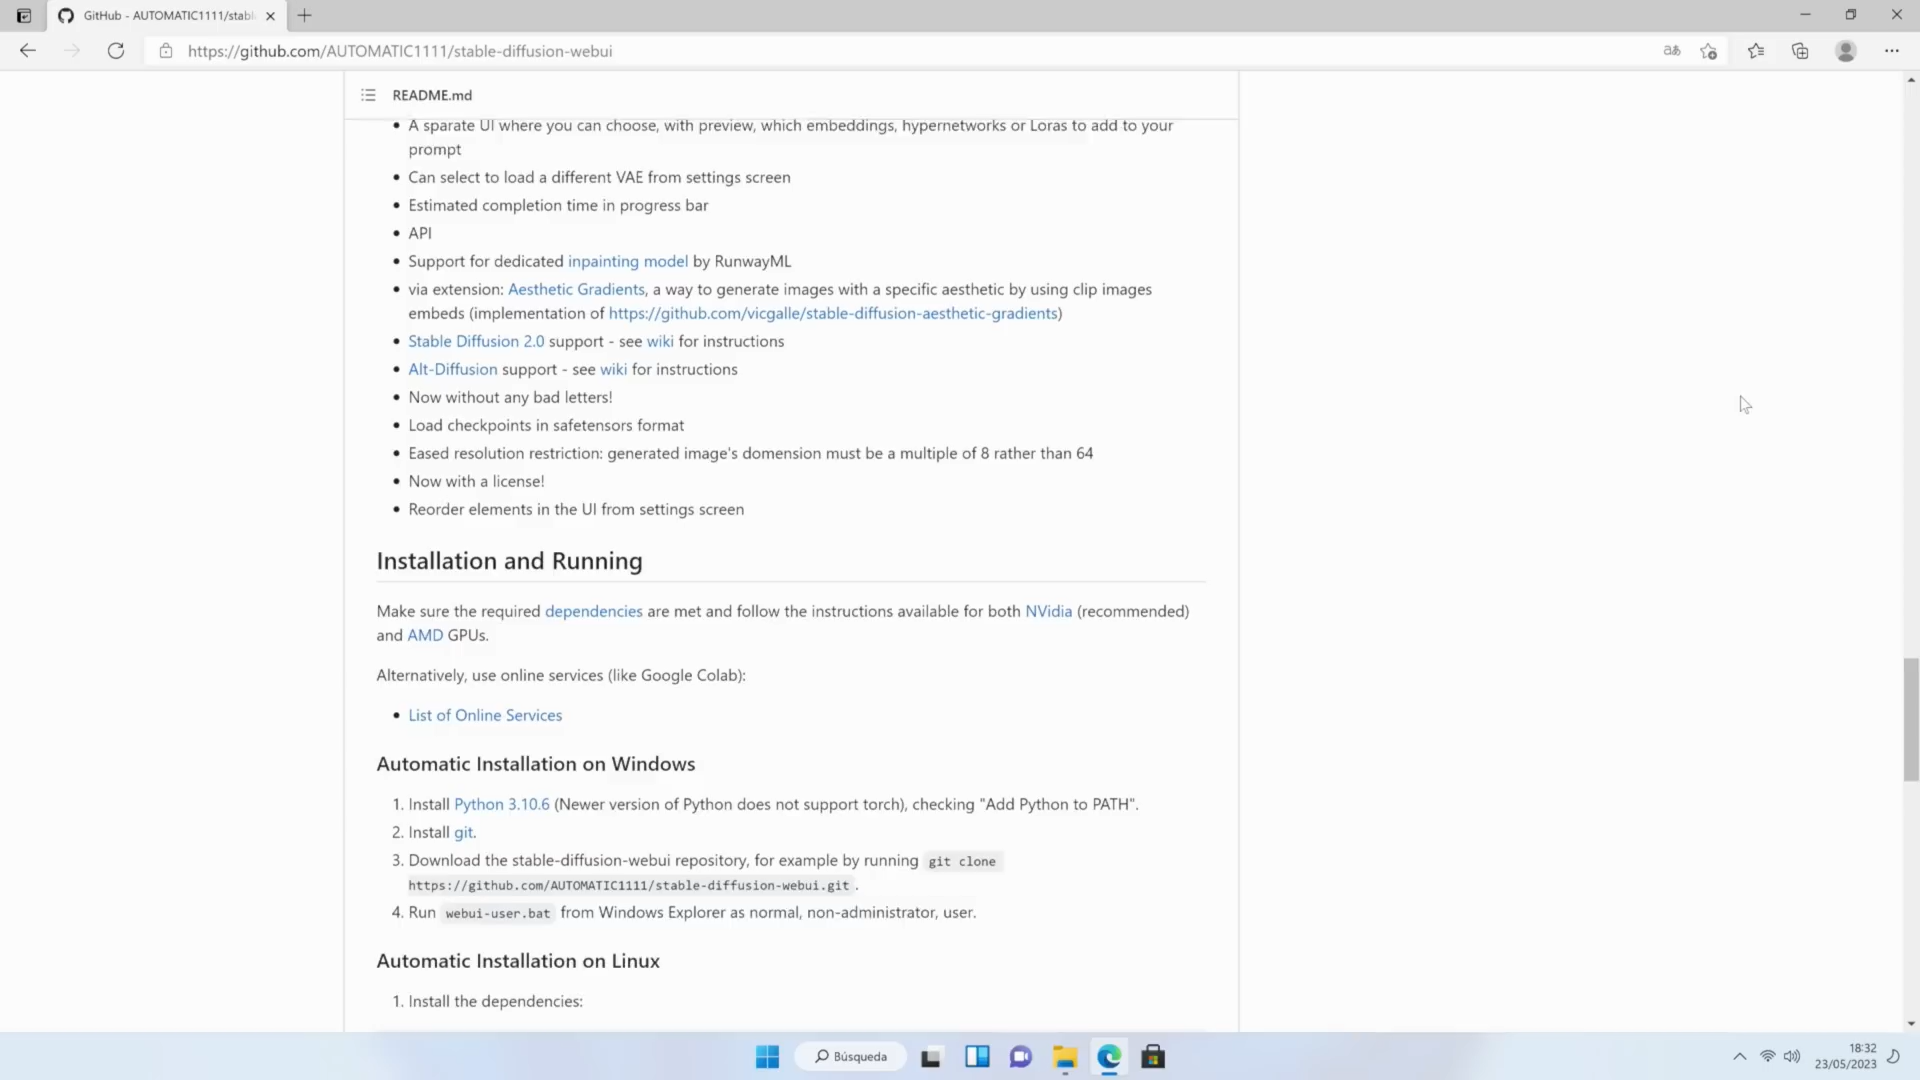 GitHub - AUTOMATIC1111/stabl
https://github.com/AUTOMATIC1111/stable-diffusion-webui
aあ
README.md
• A sparate UI where you can choose, with preview, which embeddings, hypernetworks or Loras to add to your
prompt
• Can select to load a different VAE from settings screen
• Estimated completion time in progress bar
• API
• Support for dedicated inpainting model by RunwayML
• via extension: Aesthetic Gradients, a way to generate images with a specific aesthetic by using clip images
embeds (implementation of https://github.com/vicgalle/stable-diffusion-aesthetic-gradients)
• Stable Diffusion 2.0 support - see wiki for instructions
• Alt-Diffusion support - see wiki for instructions
• Now without any bad letters!
• Load checkpoints in safetensors format
• Eased resolution restriction: generated image's domension must be a multiple of 8 rather than 64
• Now with a license!
• Reorder elements in the UI from settings screen
Installation and Running
Make sure the required dependencies are met and follow the instructions available for both NVidia (recommended)
and AMD GPUs.
Alternatively, use online services (like Google Colab):
• List of Online Services
Automatic Installation on Windows
1. Install Python 3.10.6 (Newer version of Python does not support torch), checking "Add Python to PATH".
2. Install git.
3. Download the stable-diffusion-webui repository, for example by running git clone
https://github.com/AUTOMATIC1111/stable-diffusion-webui.git .
4. Run webui-user.bat from Windows Explorer as normal, non-administrator, user.
Automatic Installation on Linux
1. Install the dependencies:
Búsqueda
18:32
23/05/2023